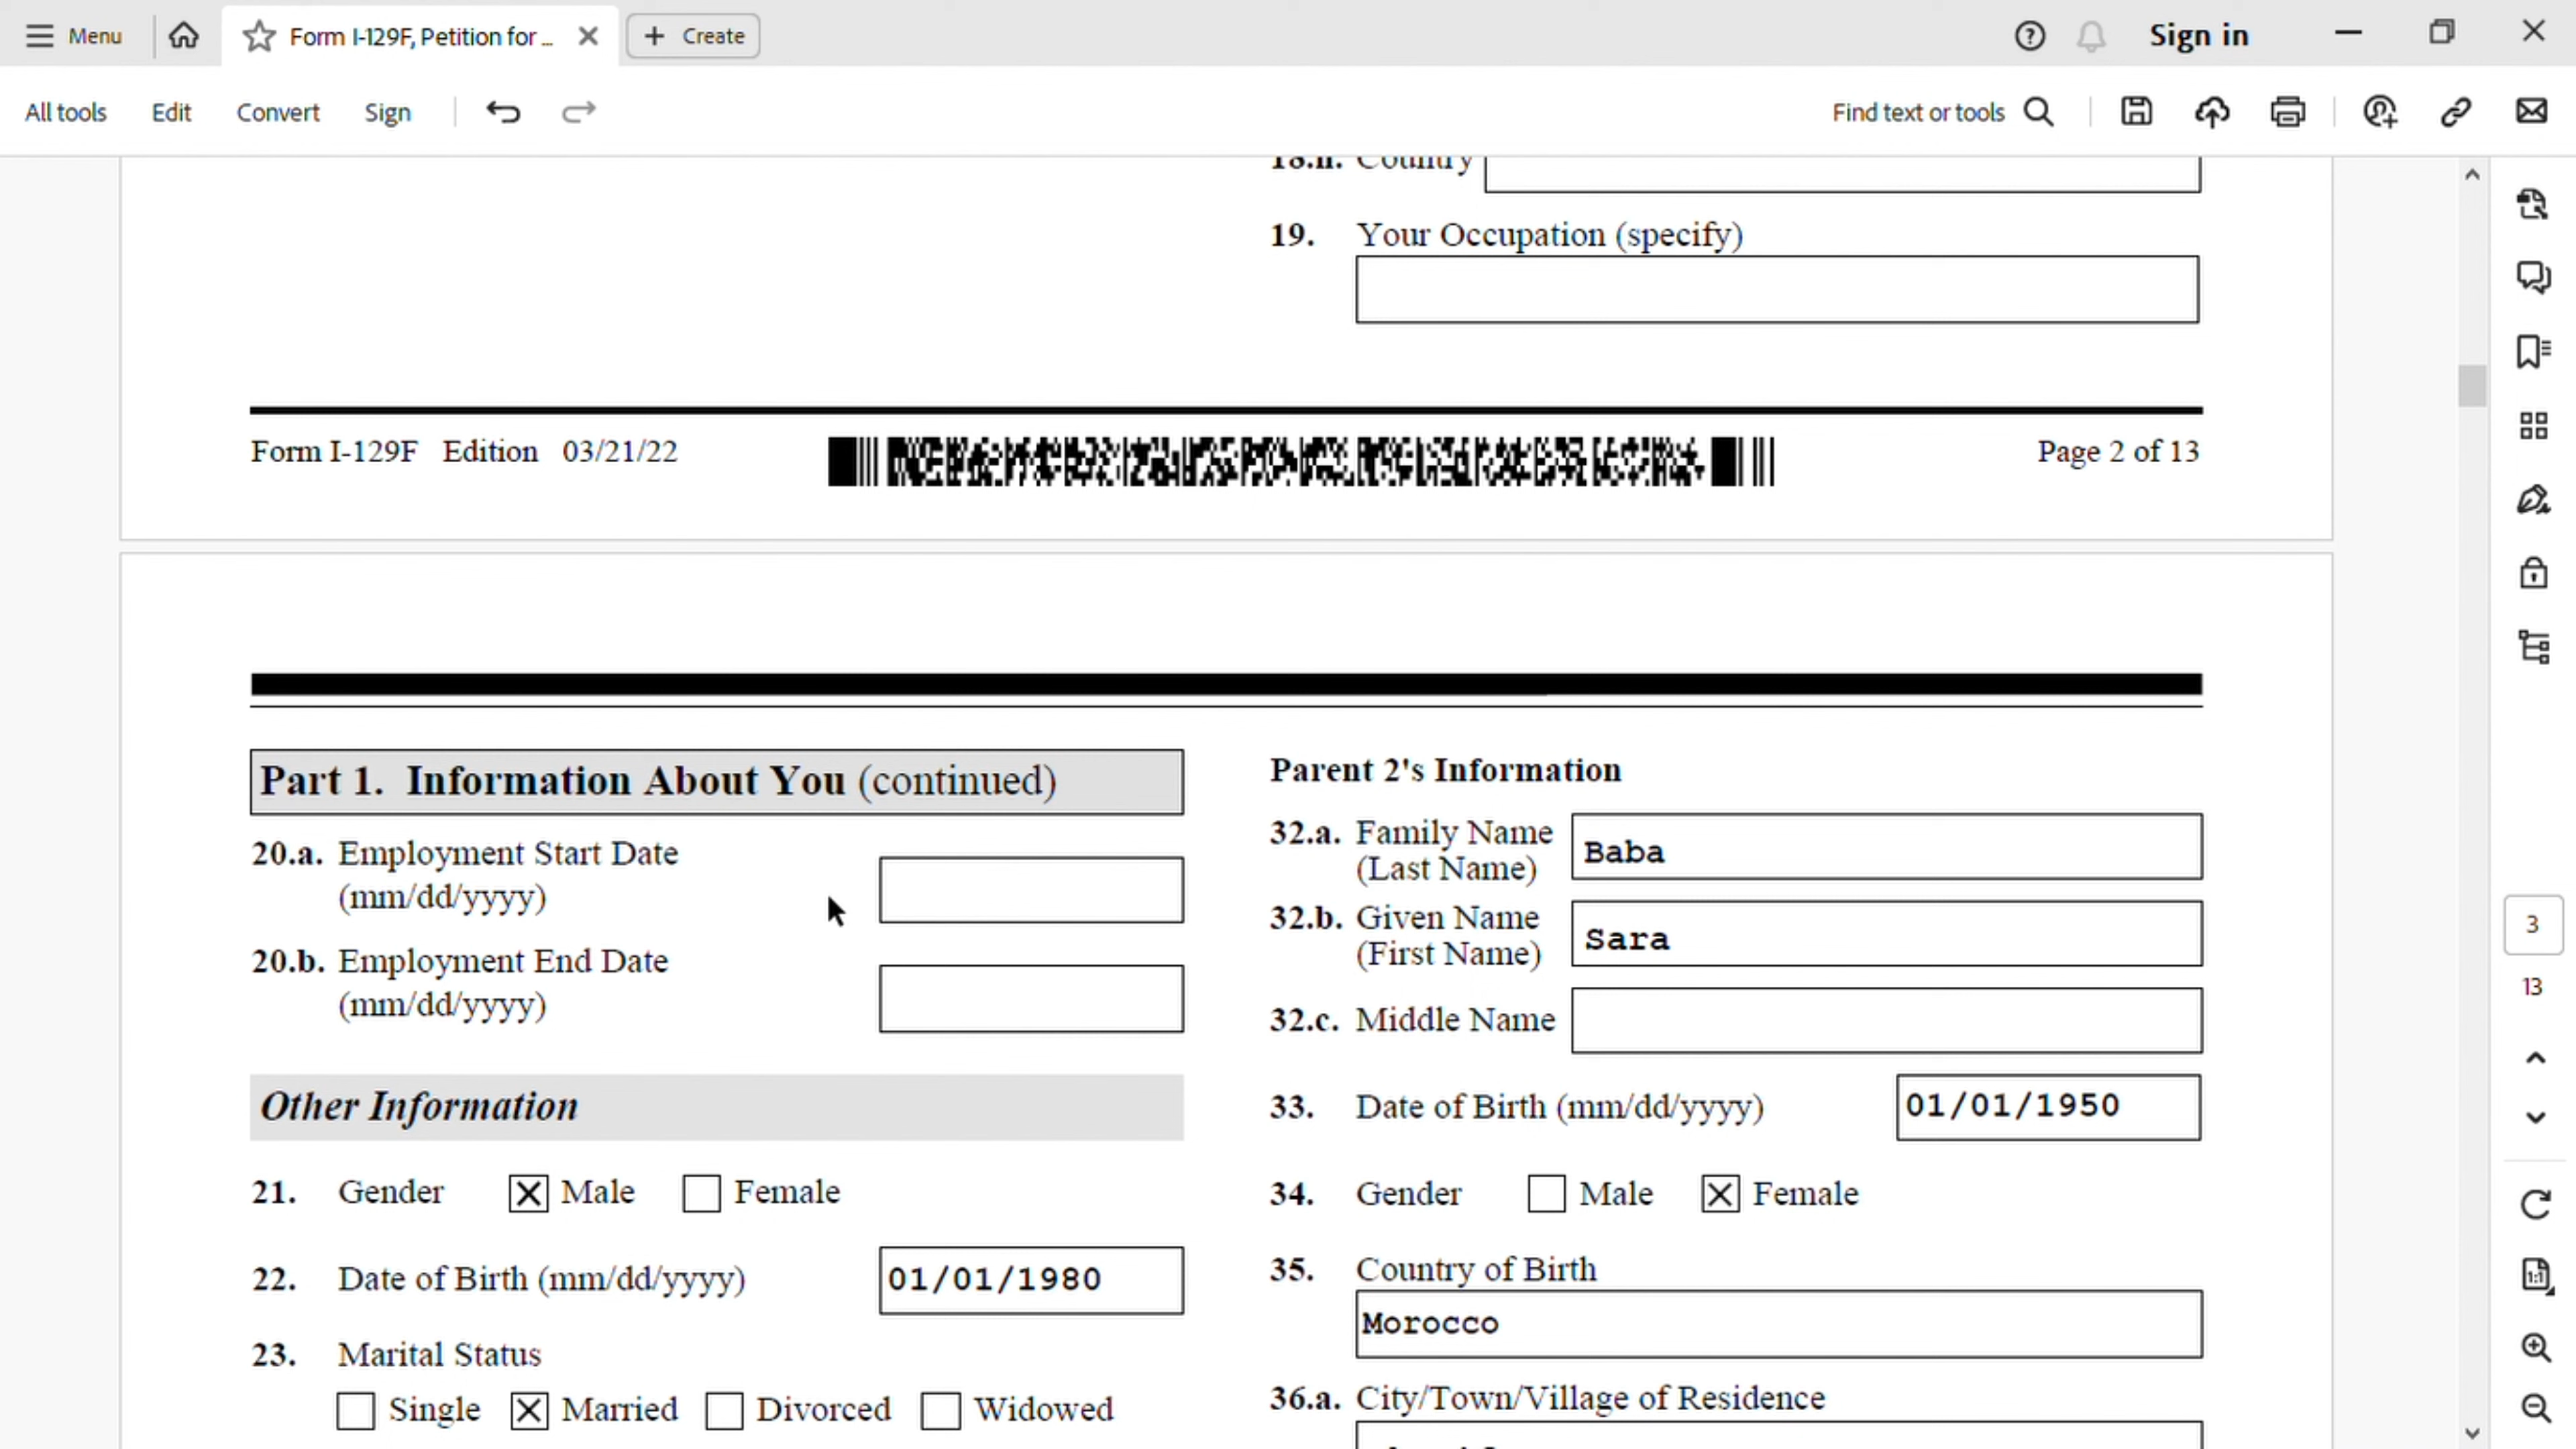 Menu
Form I-129F, Petition for ...
Create
Sign in
All tools
Edit
Convert
Sign
Find text or tools
18.h. Country
19. Your Occupation (specify)
Form I-129F Edition 03/21/22
Page 2 of 13
Part 1. Information About You (continued)
20.a. Employment Start Date
(mm/dd/yyyy)
20.b. Employment End Date
(mm/dd/yyyy)
Other Information
21. Gender Male Female
22. Date of Birth (mm/dd/yyyy) 01/01/1980
23. Marital Status
Single Married Divorced Widowed
Parent 2's Information
32.a. Family Name
(Last Name)
Baba
32.b. Given Name
(First Name)
Sara
32.c. Middle Name
33. Date of Birth (mm/dd/yyyy) 01/01/1950
34. Gender Male Female
35. Country of Birth
Morocco
36.a. City/Town/Village of Residence
3
13
1:1